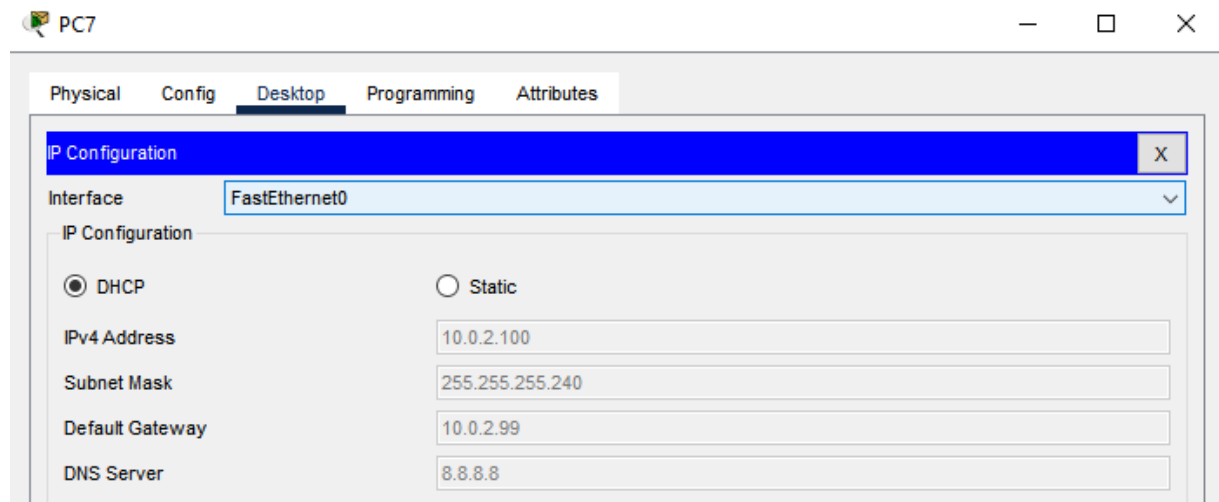 PC7
Physical Config Desktop Programming Attributes
IP Configuration X
Interface FastEthernet0
IP Configuration
DHCP Static
IPv4 Address 10.0.2.100
Subnet Mask 255.255.255.240
Default Gateway 10.0.2.99
DNS Server 8.8.8.8